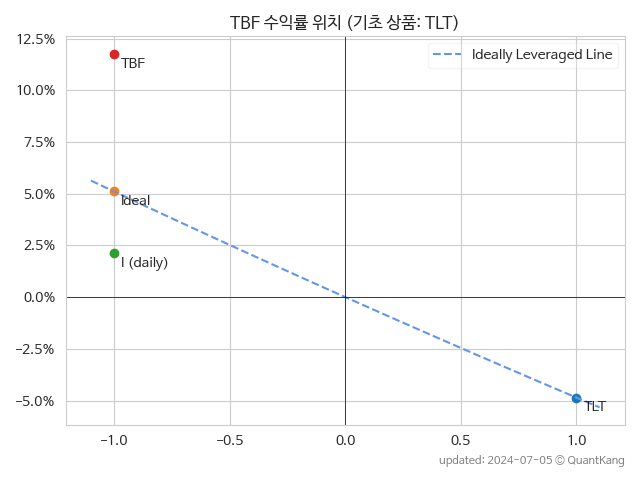 TBF 수익률 위치 (기초 상품: TLT)
12.5%
10.0%
7.5%
5.0%
2.5%
0.0%
−2.5%
−5.0%
Ideally Leveraged Line
TBF
Ideal
I (daily)
TLT
−1.0 −0.5 0.0 0.5 1.0
updated: 2024-07-05 © QuantKang